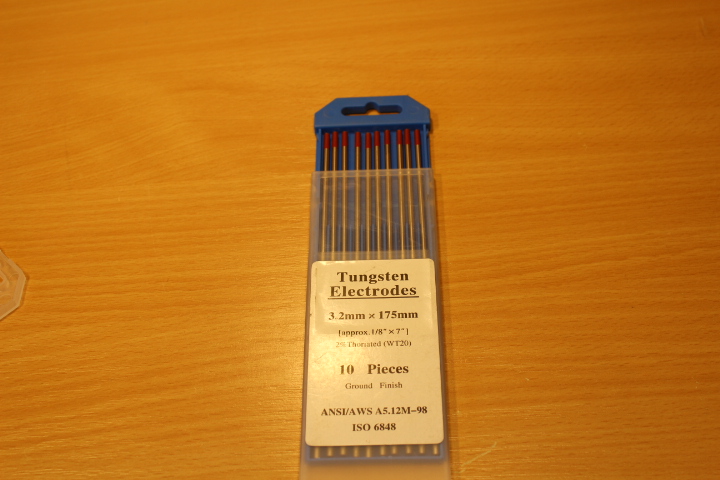 Tungsten
Electrodes
3.2mm × 175mm
[approx.1/8"×7"]
2% Thoriated (WT20)
10 Pieces
Ground Finish
ANSI/AWS A5.12M-98
ISO 6848